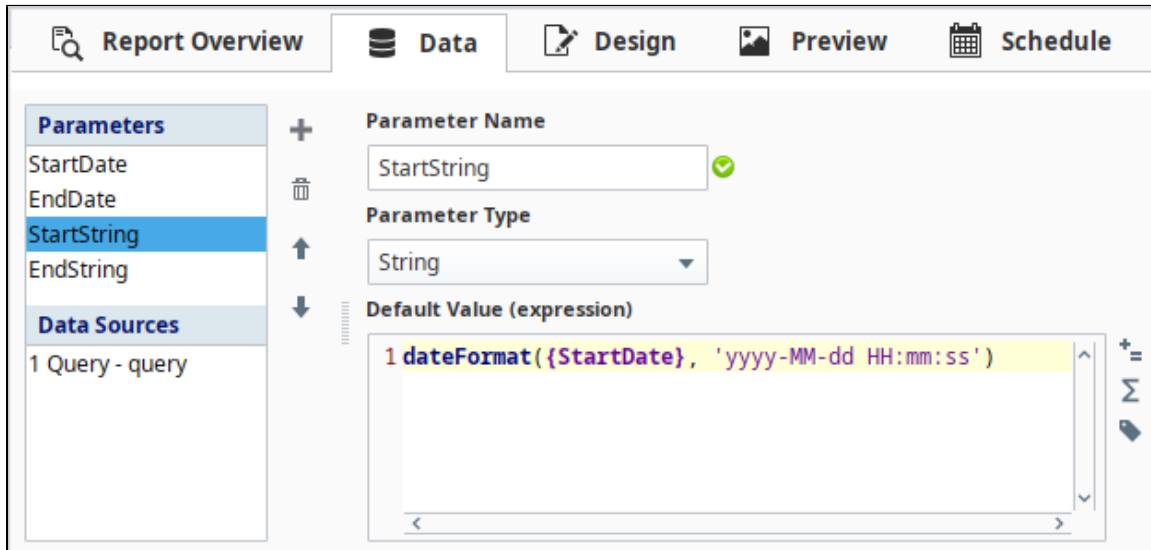 Report Overview Data Design Preview Schedule
Parameters
StartDate
EndDate
StartString
EndString
Data Sources
1 Query - query
Parameter Name
StartString
Parameter Type
String
Default Value (expression)
1 dateFormat({StartDate}, 'yyyy-MM-dd HH:mm:ss')